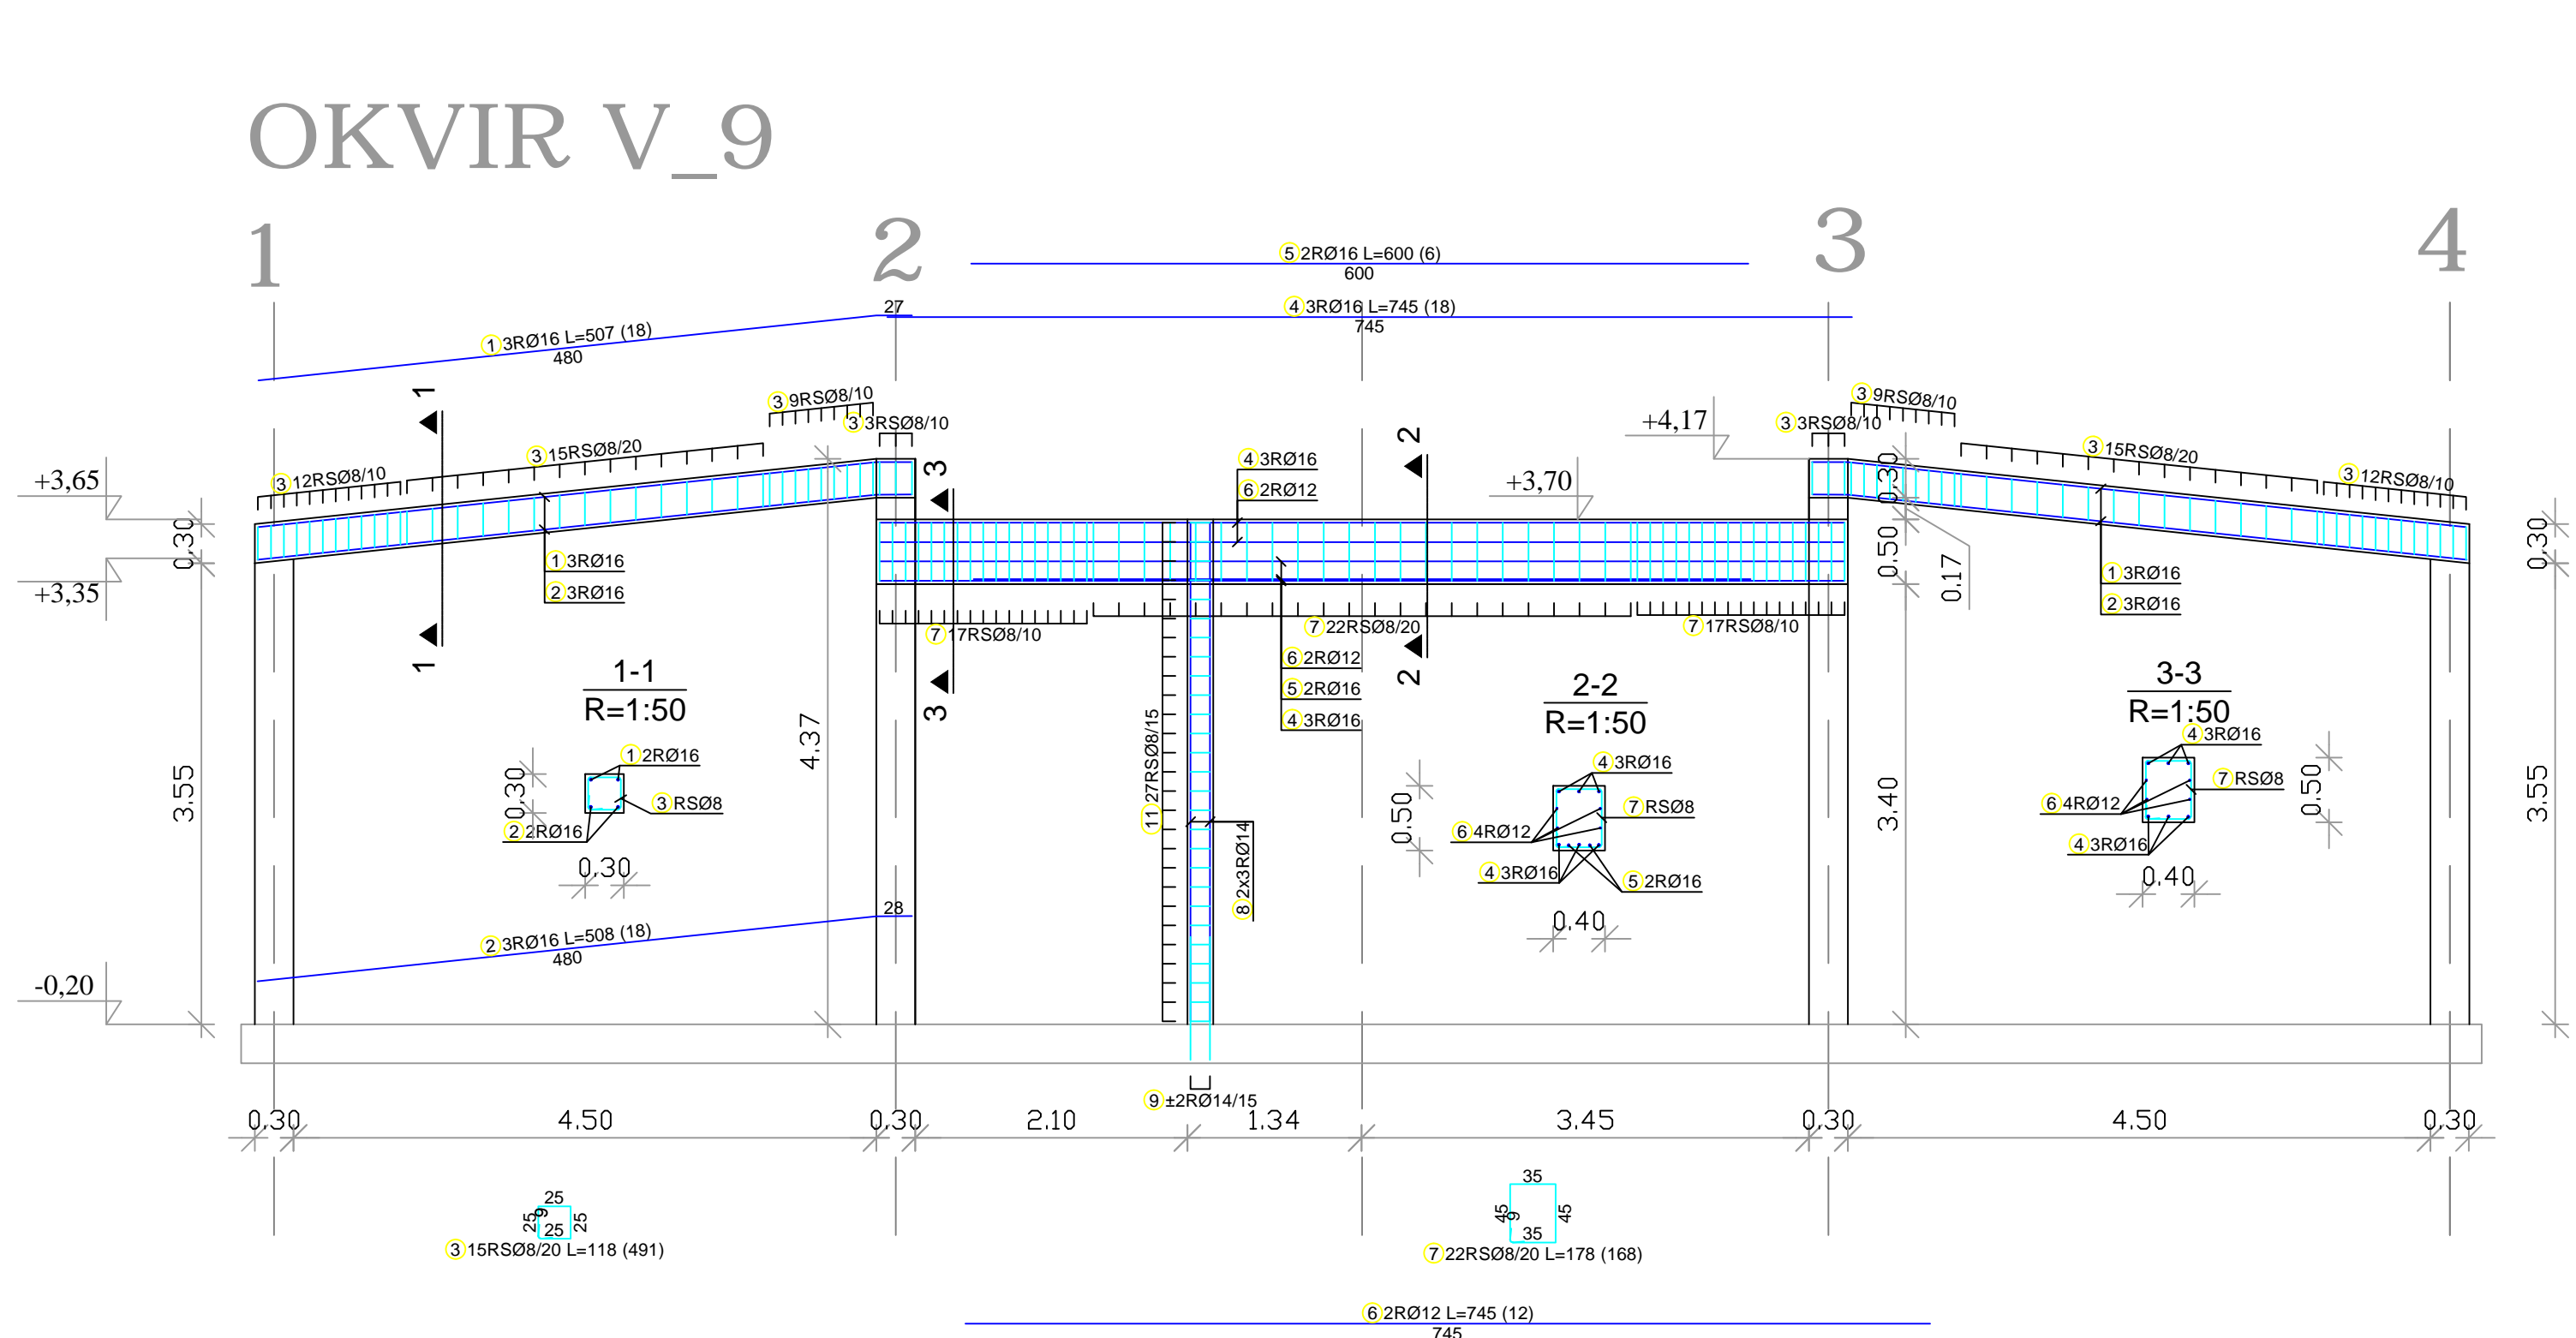 OKVIR V_9
1
2
3
4
⑤ 2RØ16 L=600 (6)
600
27
④ 3RØ16 L=745 (18)
745
① 3RØ16 L=507 (18)
480
1
③ 9RSØ8/10
③ 3RSØ8/10
③ 15RSØ8/20
③ 12RSØ8/10
+3,65
0.30
+3,35
3
④ 3RØ16
⑥ 2RØ12
2
+3,70
+4,17
③ 3RSØ8/10
③ 9RSØ8/10
③ 15RSØ8/20
③ 12RSØ8/10
0.30
0.50
0.17
0.30
① 3RØ16
② 3RØ16
① 3RØ16
② 3RØ16
⑦ 17RSØ8/10
⑦ 22RSØ8/20
⑦ 17RSØ8/10
1
3
2
⑥ 2RØ12
⑤ 2RØ16
④ 3RØ16
1-1
R=1:50
① 2RØ16
0.30
③ RSØ8
② 2RØ16
0.30
4.37
3.55
⑪ 27RSØ8/15
⑧ 2x3RØ14
2-2
R=1:50
④ 3RØ16
0.50
⑦ RSØ8
⑥ 4RØ12
④ 3RØ16
⑤ 2RØ16
0.40
3.40
3-3
R=1:50
④ 3RØ16
⑦ RSØ8
0.50
⑥ 4RØ12
④ 3RØ16
0.40
3.55
28
② 3RØ16 L=508 (18)
480
-0,20
⑨ ±2RØ14/15
0.30
4.50
0.30
2.10
1.34
3.45
0.30
4.50
0.30
25
25
9
25
25
③ 15RSØ8/20 L=118 (491)
35
45
9
45
35
⑦ 22RSØ8/20 L=178 (168)
⑥ 2RØ12 L=745 (12)
745